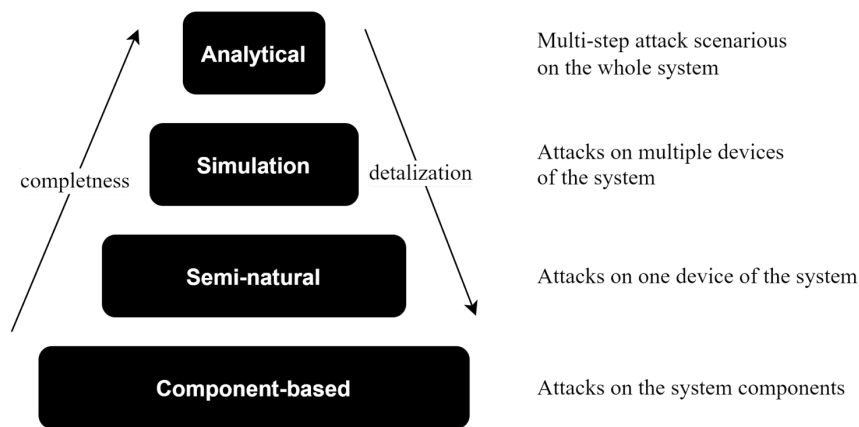 Analytical
Multi-step attack scenarious
on the whole system
Simulation
Attacks on multiple devices
of the system
completness
detalization
Semi-natural
Attacks on one device of the system
Component-based
Attacks on the system components